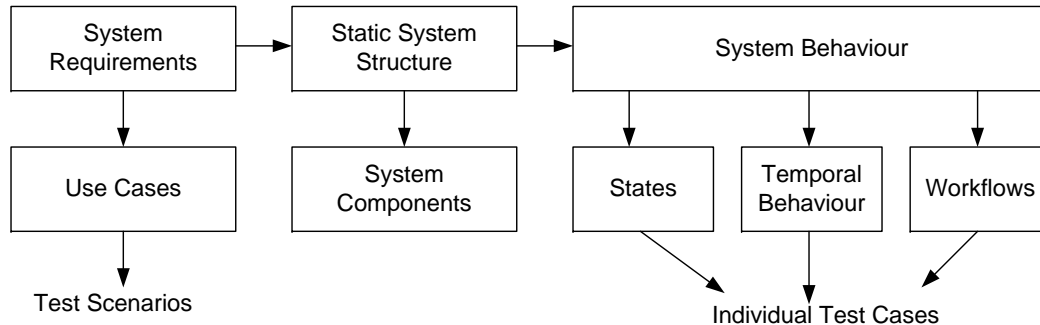 System
Requirements
Static System
Structure
System Behaviour
Use Cases
System
Components
States
Temporal
Behaviour
Workflows
Test Scenarios
Individual Test Cases